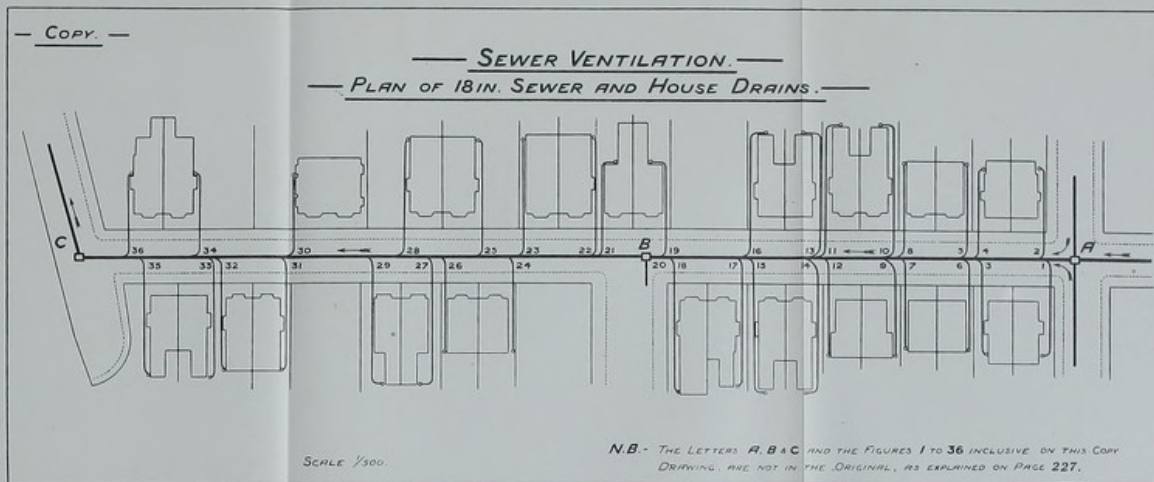 — COPY. —
— SEWER VENTILATION. —
— PLAN OF 18IN. SEWER AND HOUSE DRAINS. —
C 36 34 30 28 25 23 22 21 B 19 16 13 11 10 8 5 4 2 A
35 33 32 31 29 27 26 24 20 18 17 15 14 12 9 7 6 3 1
SCALE 1/500.
N.B. - THE LETTERS A, B & C AND THE FIGURES 1 TO 36 INCLUSIVE ON THIS COPY
DRAWING, ARE NOT IN THE ORIGINAL, AS EXPLAINED ON PAGE 227.